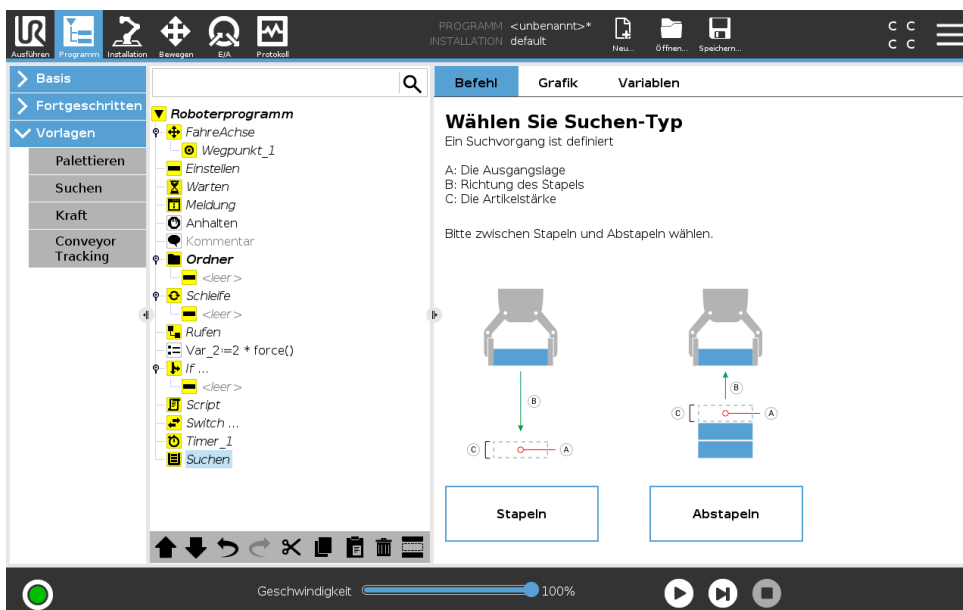 UR
PROGRAMM <unbenannt>*
INSTALLATION default
C C
C C
Ausführen Programm Installation Bewegen E/A Protokoll Neu... Öffnen... Speichern...
Basis
Fortgeschritten
Vorlagen
Palettieren
Suchen
Kraft
Conveyor
Tracking
Roboterprogramm
FahreAchse
Wegpunkt_1
Einstellen
Warten
Meldung
Anhalten
Kommentar
Ordner
<leer>
Schleife
<leer>
Rufen
Var_2:=2 * force()
If ...
<leer>
Script
Switch ...
Timer_1
Suchen
Befehl Grafik Variablen
Wählen Sie Suchen-Typ
Ein Suchvorgang ist definiert
A: Die Ausgangslage
B: Richtung des Stapels
C: Die Artikelstärke
Bitte zwischen Stapeln und Abstapeln wählen.
B
C A
B
C A
Stapeln
Abstapeln
Geschwindigkeit 100%